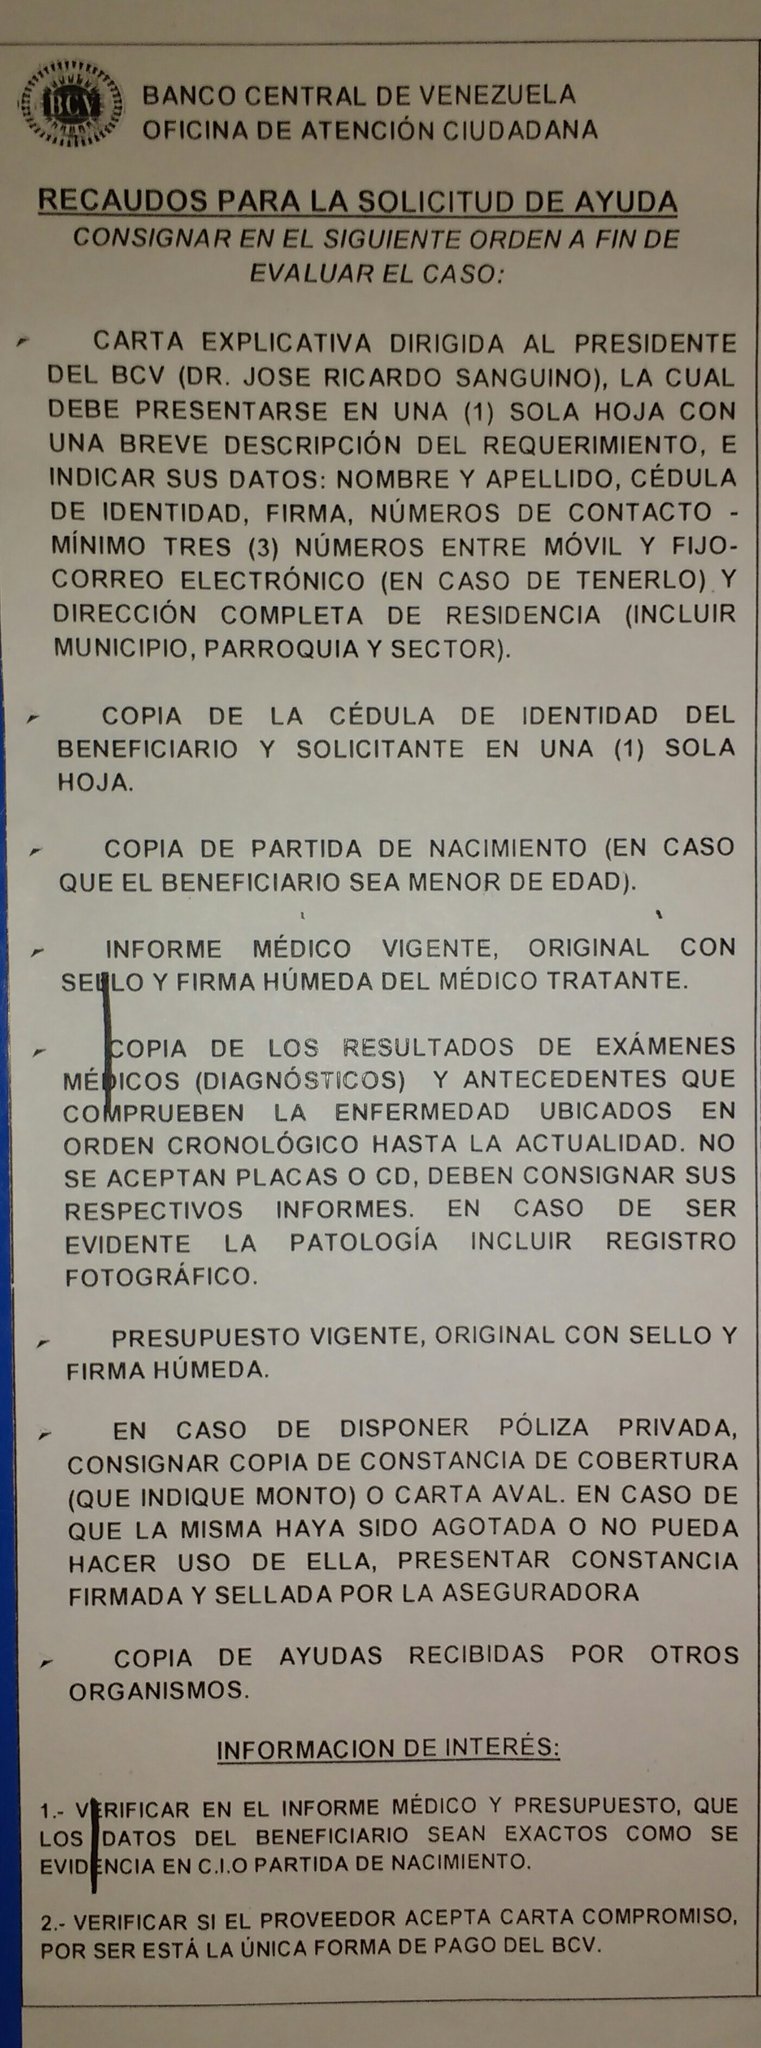 BCV
BANCO CENTRAL DE VENEZUELA
OFICINA DE ATENCIÓN CIUDADANA
RECAUDOS PARA LA SOLICITUD DE AYUDA
CONSIGNAR EN EL SIGUIENTE ORDEN A FIN DE
EVALUAR EL CASO:
CARTA EXPLICATIVA DIRIGIDA AL PRESIDENTE
DEL BCV (DR. JOSE RICARDO SANGUINO), LA CUAL
DEBE PRESENTARSE EN UNA (1) SOLA HOJA CON
UNA BREVE DESCRIPCIÓN DEL REQUERIMIENTO, E
INDICAR SUS DATOS: NOMBRE Y APELLIDO, CÉDULA
DE IDENTIDAD, FIRMA, NÚMEROS DE CONTACTO -
MÍNIMO TRES (3) NÚMEROS ENTRE MÓVIL Y FIJO-
CORREO ELECTRÓNICO (EN CASO DE TENERLO) Y
DIRECCIÓN COMPLETA DE RESIDENCIA (INCLUIR
MUNICIPIO, PARROQUIA Y SECTOR).
COPIA DE LA CÉDULA DE IDENTIDAD DEL
BENEFICIARIO Y SOLICITANTE EN UNA (1) SOLA
HOJA.
COPIA DE PARTIDA DE NACIMIENTO (EN CASO
QUE EL BENEFICIARIO SEA MENOR DE EDAD).
INFORME MÉDICO VIGENTE, ORIGINAL CON
SELLO Y FIRMA HÚMEDA DEL MÉDICO TRATANTE.
COPIA DE LOS RESULTADOS DE EXÁMENES
MÉDICOS (DIAGNÓSTICOS) Y ANTECEDENTES QUE
COMPRUEBEN LA ENFERMEDAD UBICADOS EN
ORDEN CRONOLÓGICO HASTA LA ACTUALIDAD. NO
SE ACEPTAN PLACAS O CD, DEBEN CONSIGNAR SUS
RESPECTIVOS INFORMES. EN CASO DE SER
EVIDENTE LA PATOLOGÍA INCLUIR REGISTRO
FOTOGRÁFICO.
PRESUPUESTO VIGENTE, ORIGINAL CON SELLO Y
FIRMA HÚMEDA.
EN CASO DE DISPONER PÓLIZA PRIVADA,
CONSIGNAR COPIA DE CONSTANCIA DE COBERTURA
(QUE INDIQUE MONTO) O CARTA AVAL. EN CASO DE
QUE LA MISMA HAYA SIDO AGOTADA O NO PUEDA
HACER USO DE ELLA, PRESENTAR CONSTANCIA
FIRMADA Y SELLADA POR LA ASEGURADORA
COPIA DE AYUDAS RECIBIDAS POR OTROS
ORGANISMOS.
INFORMACION DE INTERÉS:
1.- VERIFICAR EN EL INFORME MÉDICO Y PRESUPUESTO, QUE
LOS DATOS DEL BENEFICIARIO SEAN EXACTOS COMO SE
EVIDENCIA EN C.I.O PARTIDA DE NACIMIENTO.
2.- VERIFICAR SI EL PROVEEDOR ACEPTA CARTA COMPROMISO,
POR SER ESTÁ LA ÚNICA FORMA DE PAGO DEL BCV.